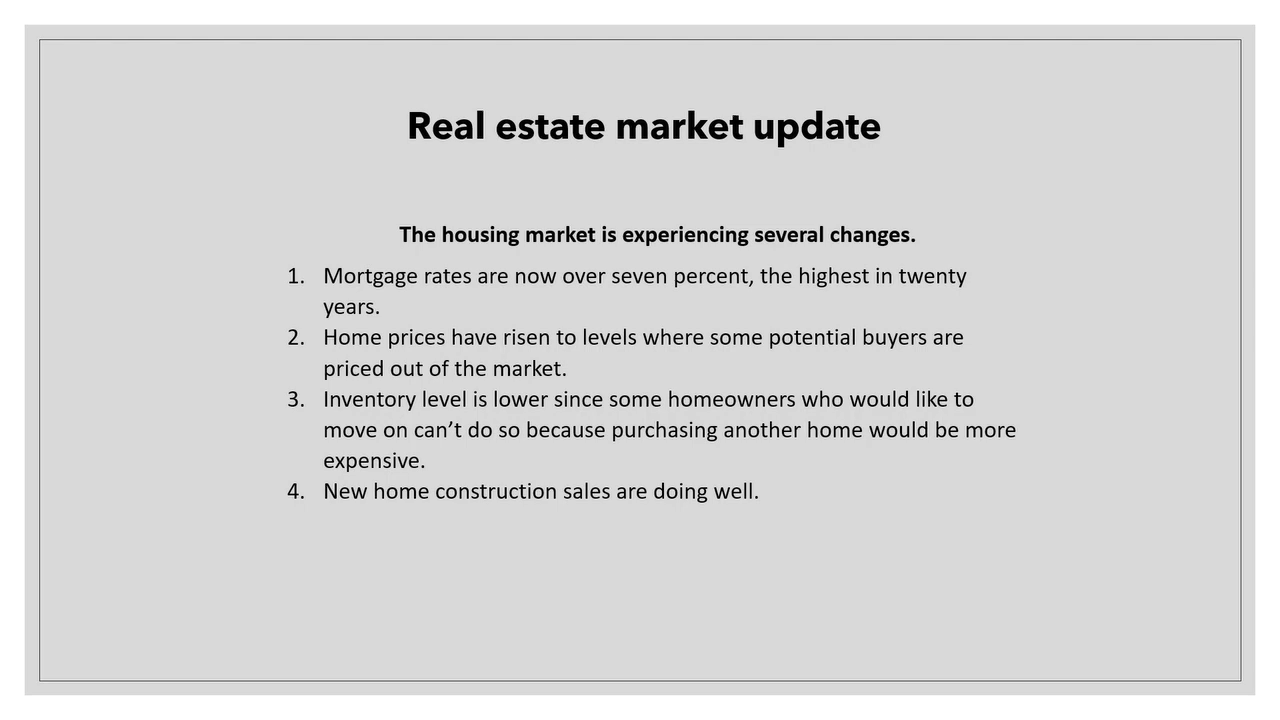 Real estate market update
The housing market is experiencing several changes.
1. Mortgage rates are now over seven percent, the highest in twenty
years.
2. Home prices have risen to levels where some potential buyers are
priced out of the market.
3. Inventory level is lower since some homeowners who would like to
move on can’t do so because purchasing another home would be more
expensive.
4. New home construction sales are doing well.